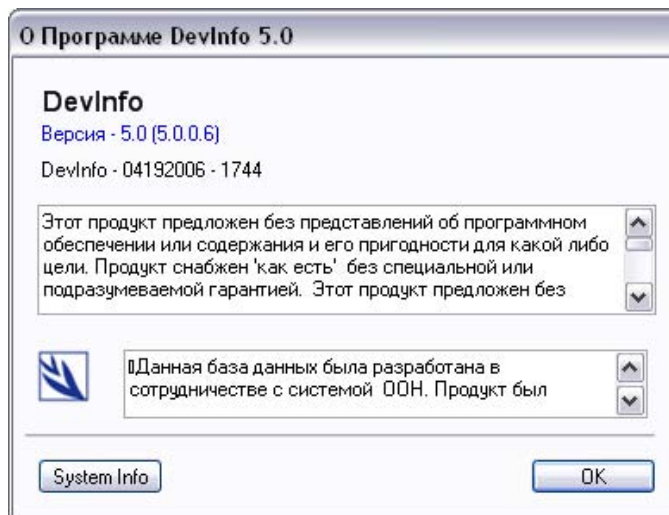 О Программе DevInfo 5.0
DevInfo
Версия - 5.0 (5.0.0.6)
DevInfo - 04192006 - 1744
Этот продукт предложен без представлений об программном
обеспечении или содержания и его пригодности для какой либо
цели. Продукт снабжен 'как есть' без специальной или
подразумеваемой гарантией. Этот продукт предложен без
Данная база данных была разработана в
сотрудничестве с системой ООН. Продукт был
System Info
OK